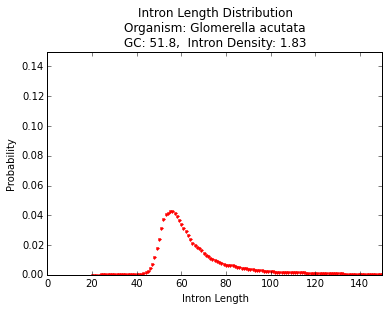 Intron Length Distribution
Organism: Glomerella acutata
GC: 51.8,  Intron Density: 1.83
Probability
0.14
0.12
0.10
0.08
0.06
0.04
0.02
0.00
0 20 40 60 80 100 120 140
Intron Length